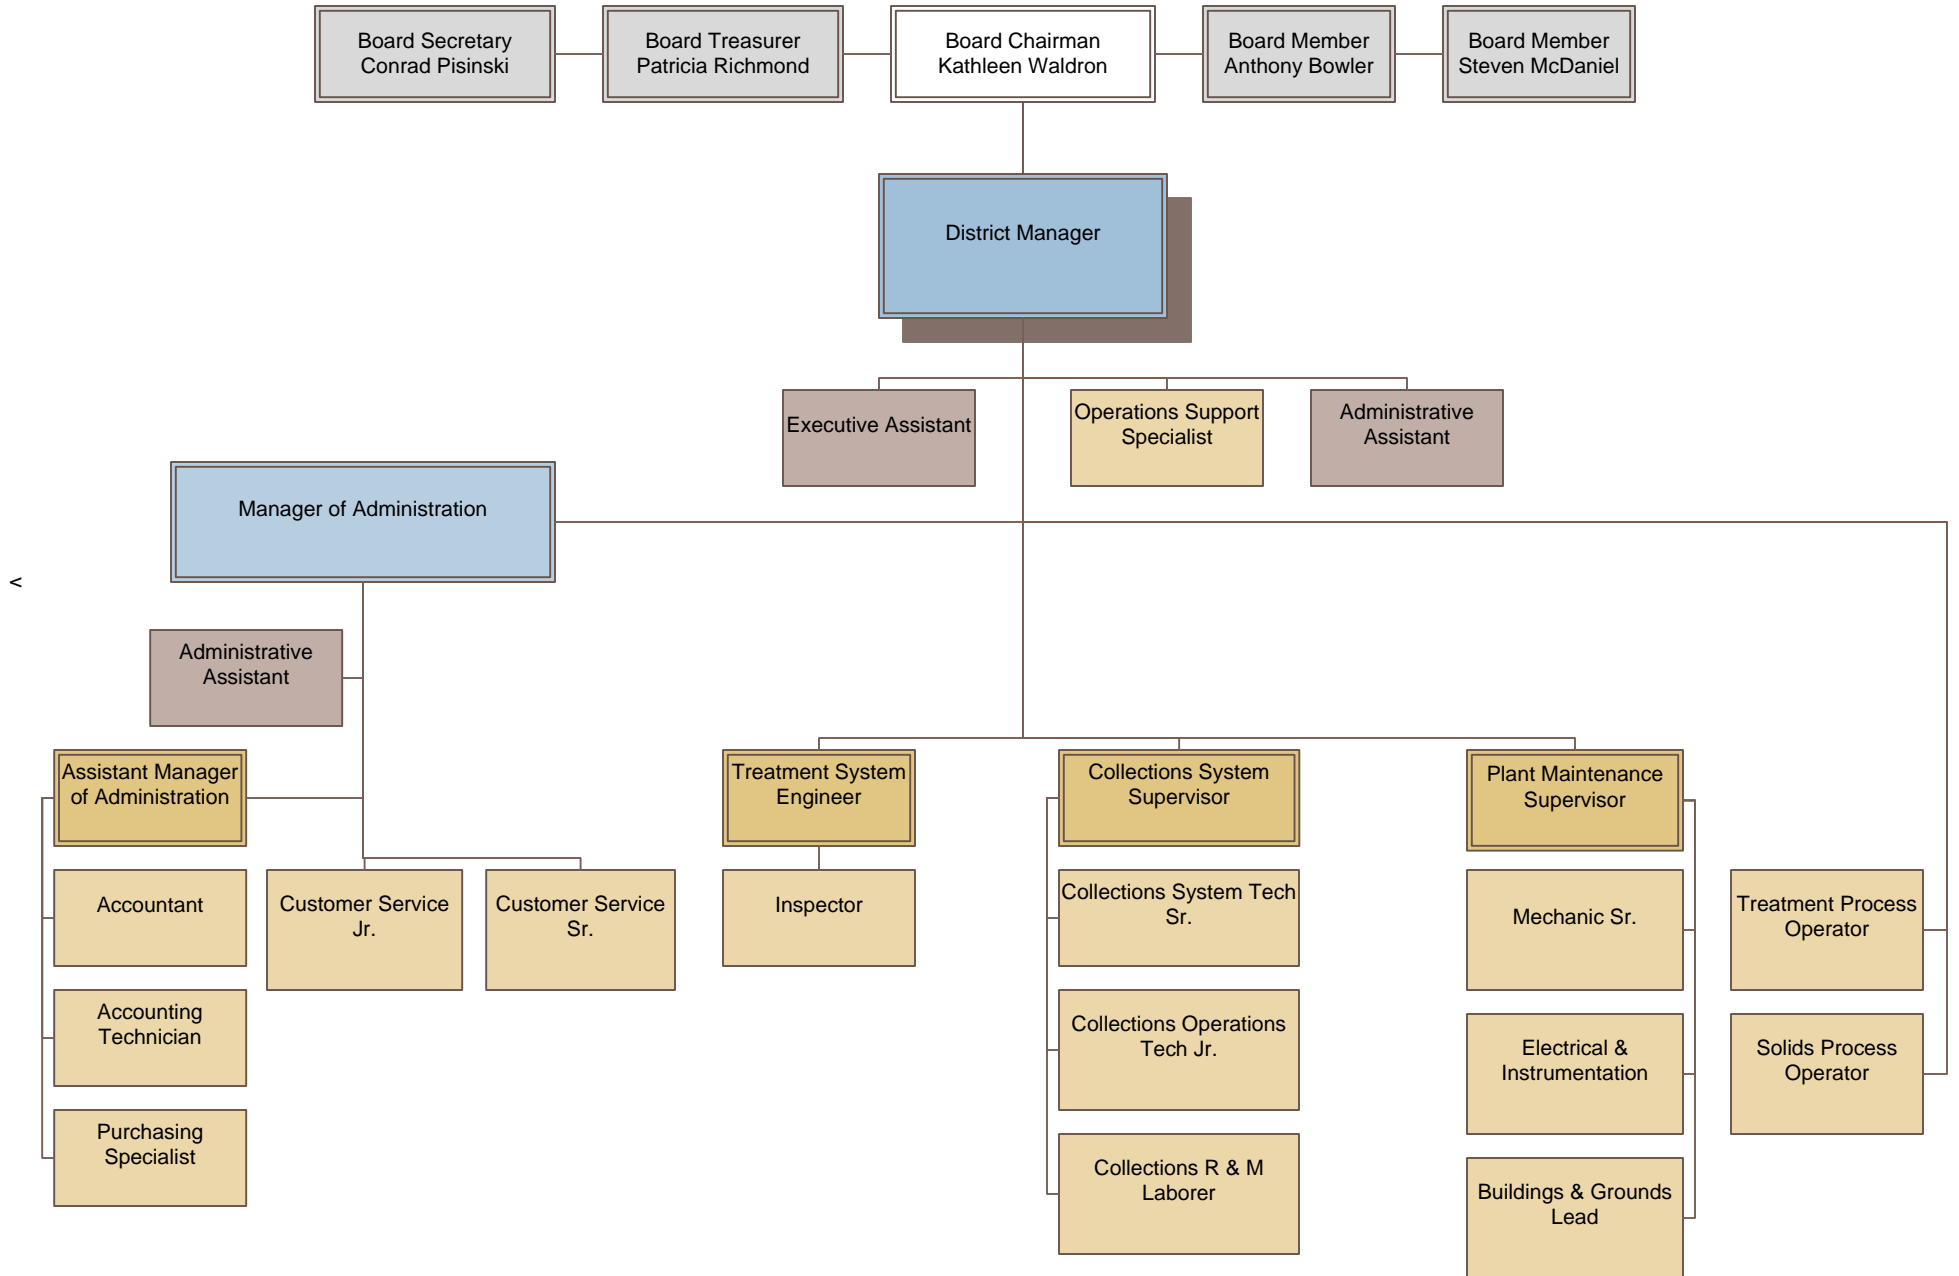 Board Secretary
Conrad Pisinski
Board Treasurer
Patricia Richmond
Board Chairman
Kathleen Waldron
Board Member
Anthony Bowler
Board Member
Steven McDaniel
District Manager
Executive Assistant
Operations Support
Specialist
Administrative
Assistant
Manager of Administration
<
Administrative
Assistant
Assistant Manager
of Administration
Treatment System
Engineer
Collections System
Supervisor
Plant Maintenance
Supervisor
Accountant
Customer Service
Jr.
Customer Service
Sr.
Inspector
Collections System Tech
Sr.
Mechanic Sr.
Treatment Process
Operator
Accounting
Technician
Collections Operations
Tech Jr.
Electrical &
Instrumentation
Solids Process
Operator
Purchasing
Specialist
Collections R & M
Laborer
Buildings & Grounds
Lead